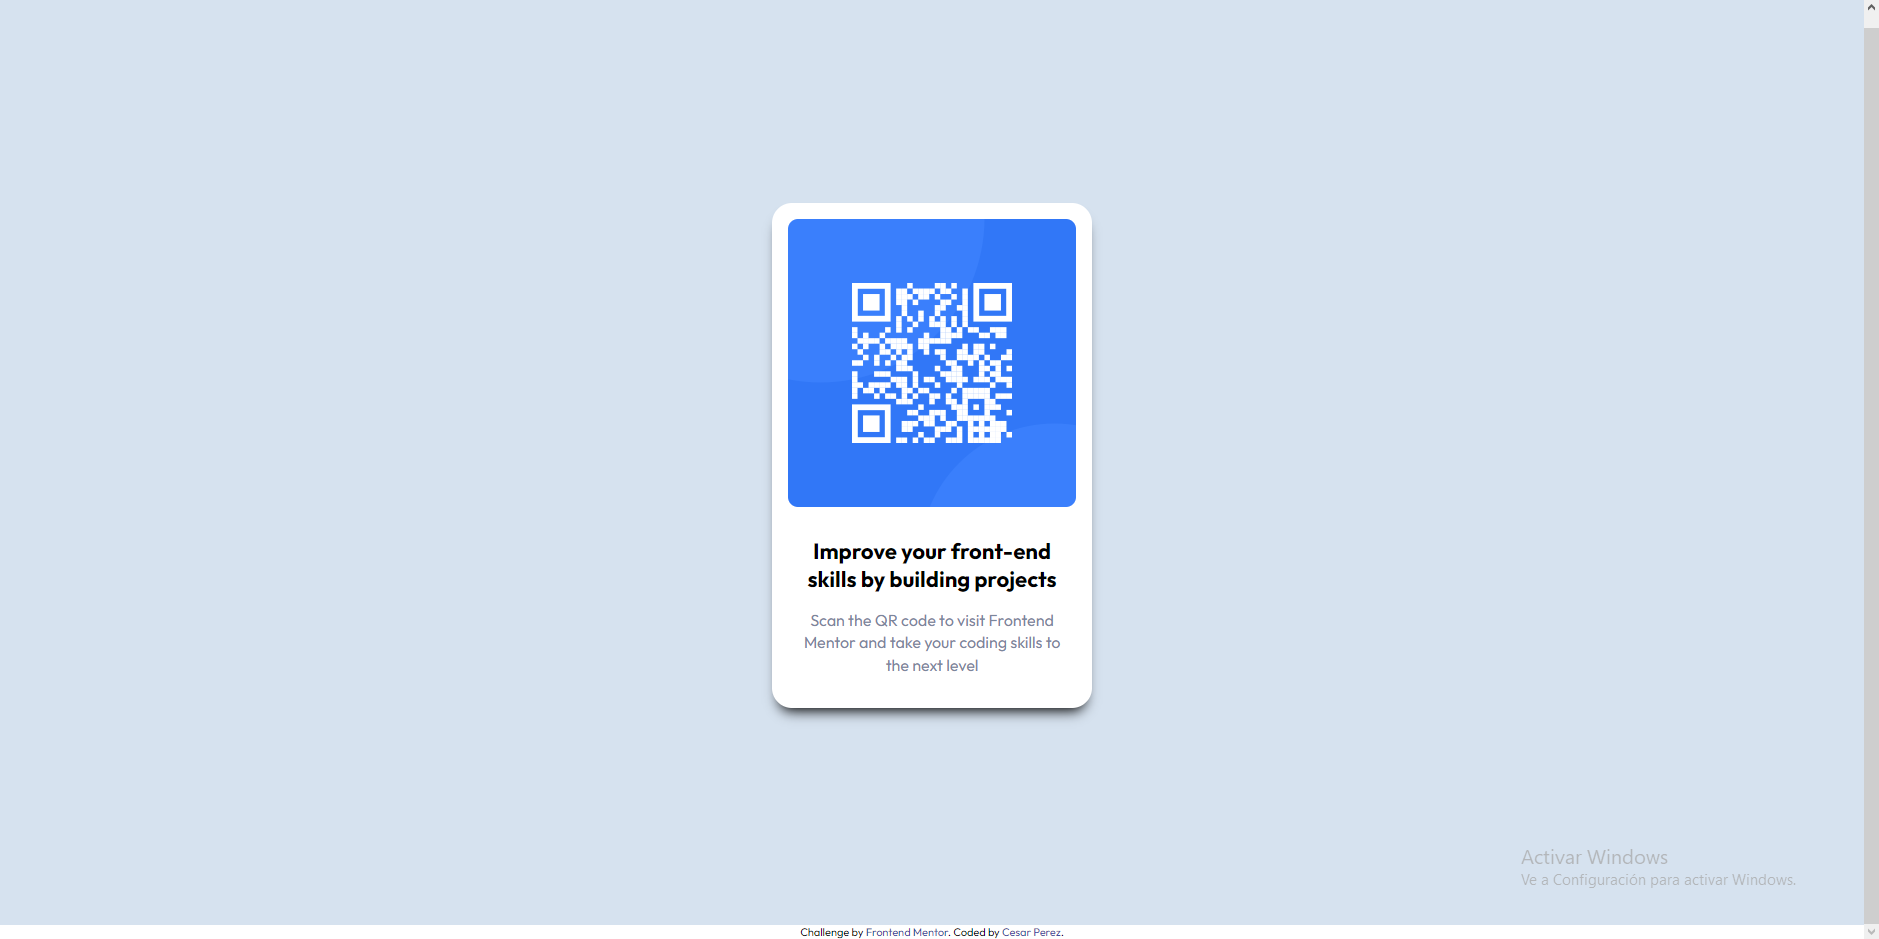 Improve your front-end
skills by building projects
Scan the QR code to visit Frontend
Mentor and take your coding skills to
the next level
Activar Windows
Ve a Configuración para activar Windows.
Challenge by Frontend Mentor. Coded by Cesar Perez.